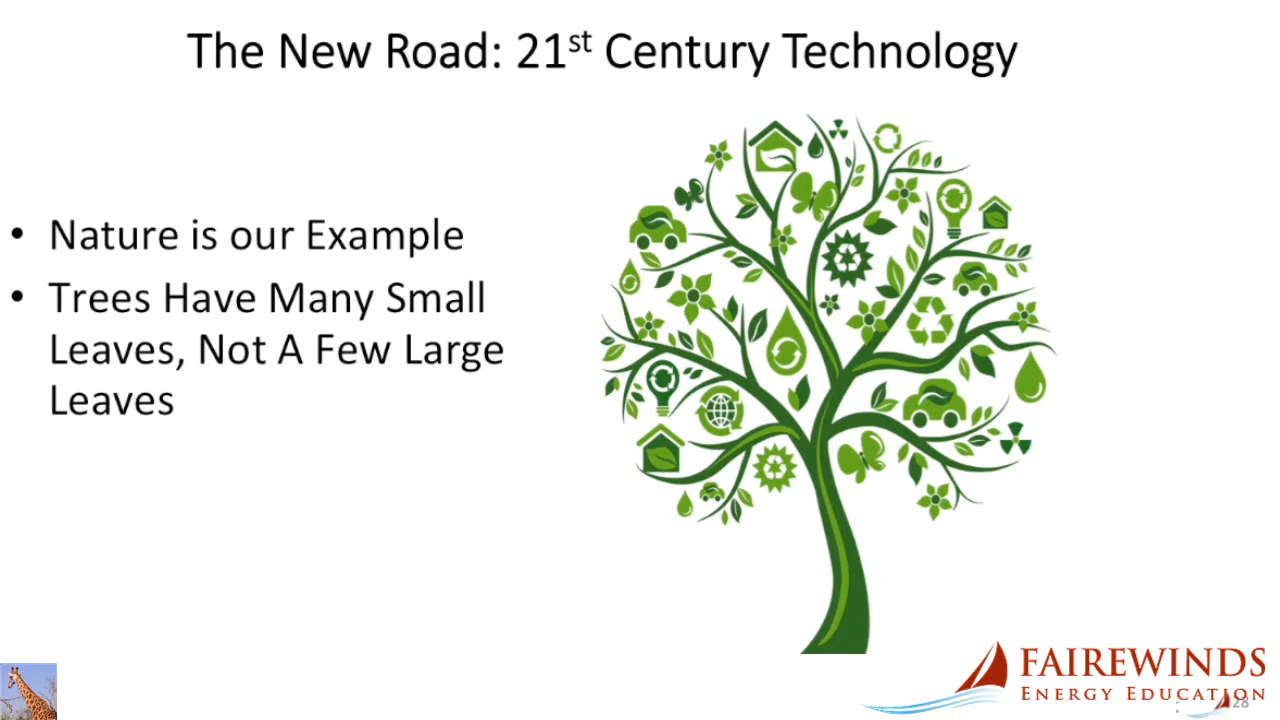 The New Road: 21st Century Technology
• Nature is our Example
• Trees Have Many Small
Leaves, Not A Few Large
Leaves
FAIREWINDS
ENERGY EDUCATION
28